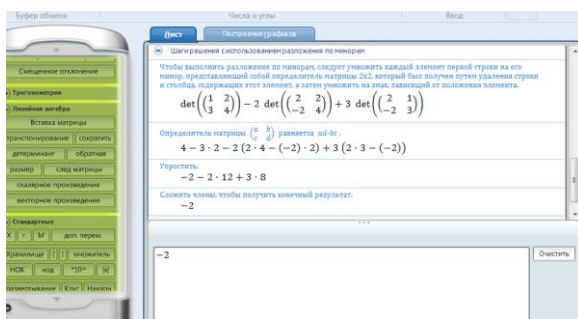 Буфер обмена
Числа и углы
Ввод
Лист
Построение графиков
Шаги решения с использованием разложения по минорам
Чтобы выполнить разложение по минорам, следует умножить каждый элемент первой строки на его
минор, представляющий собой определитель матрицы 2x2, который был получен путем удаления строки
и столбца, содержащих этот элемент, а затем умножить на знак, зависящий от положения элемента.
det((1 2 3 4)) − 2 det((2 2 −2 4)) + 3 det((2 1 −2 3))
Определитель матрицы (a b c d) равняется ad-bc .
4 − 3 · 2 − 2 (2 · 4 − (−2) · 2) + 3 (2 · 3 − (−2))
Упростить.
−2 − 2 · 12 + 3 · 8
Сложить члены, чтобы получить конечный результат.
−2
−2
Очистить
Смещенное отклонение
Тригонометрия
Линейная алгебра
Вставка матрицы
транспонирование сократить
детерминант обратная
размер след матрицы
скалярное произведение
векторное произведение
Стандартные
доп. перем.
Хранилище ( ) множитель
НОК нод *10^ |x|
развертывание Круг Наклон